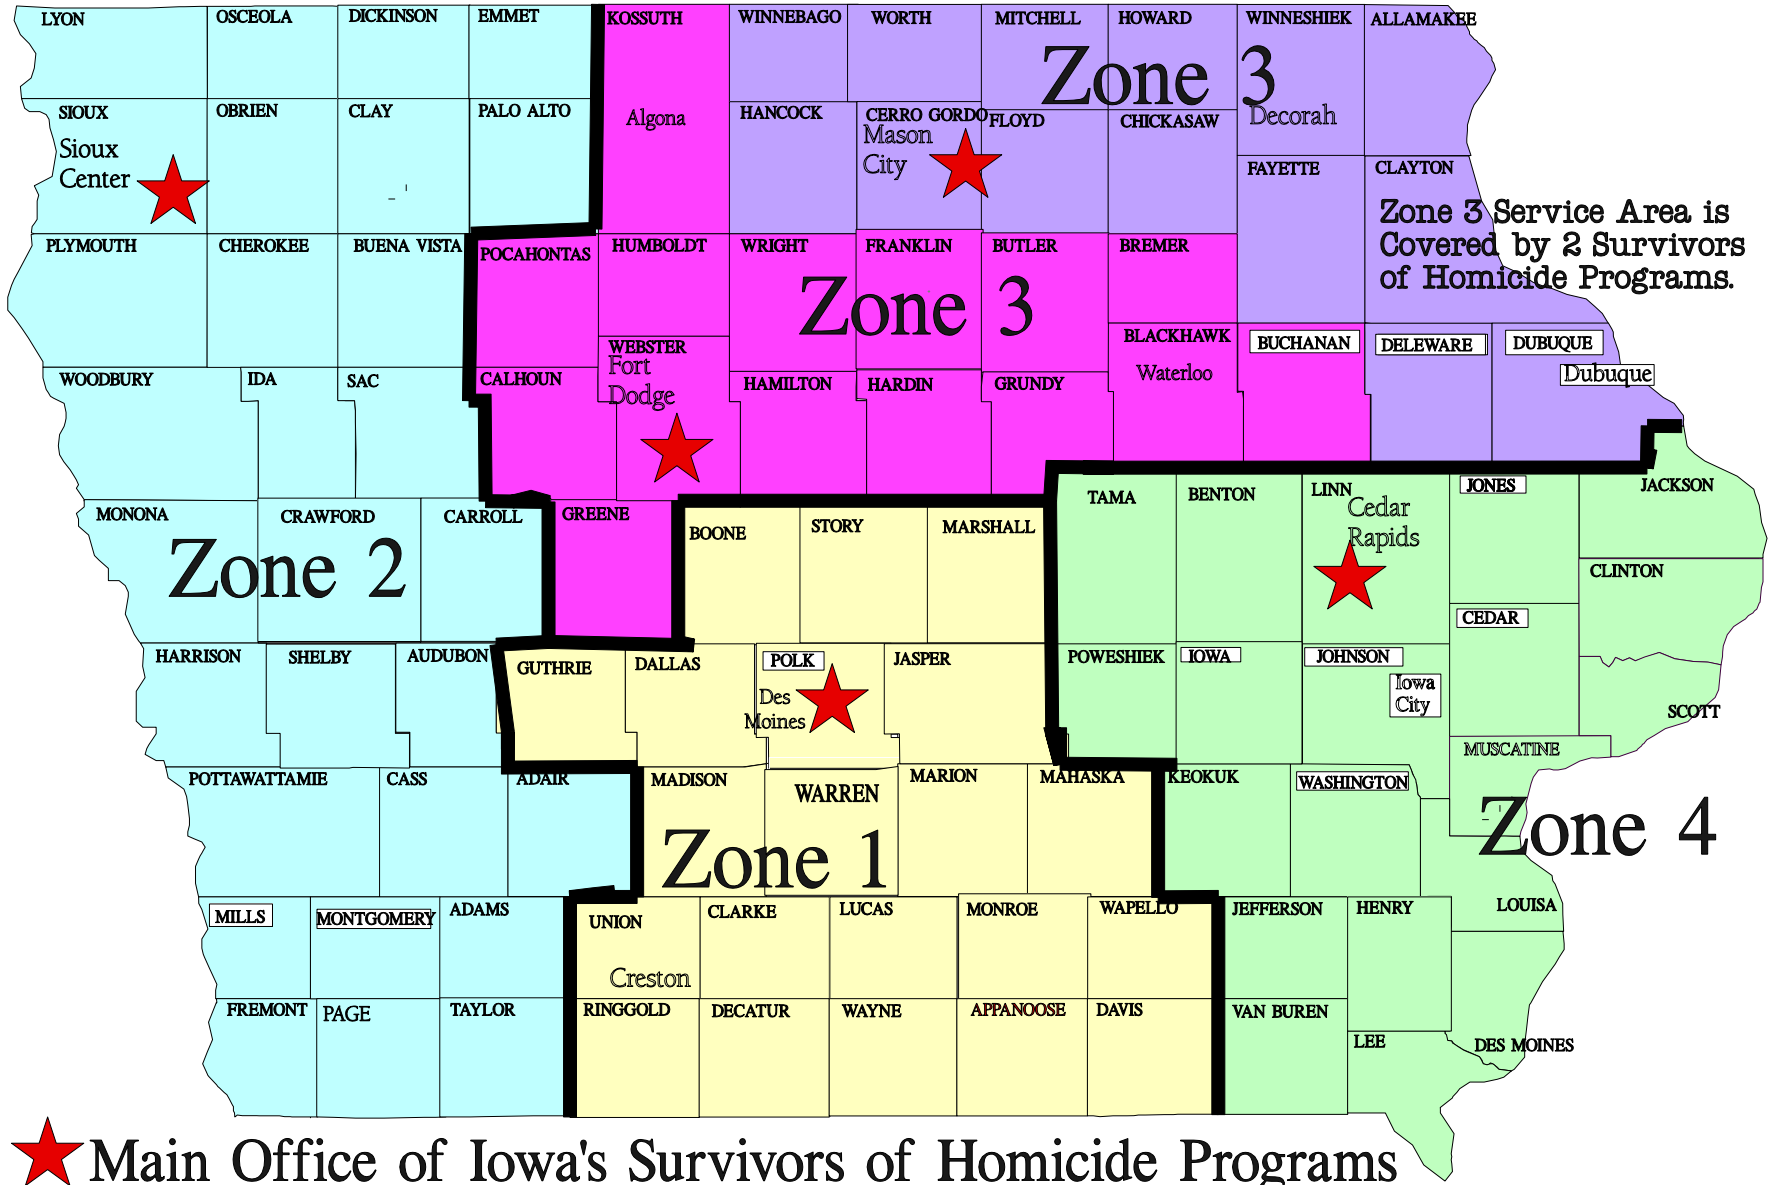 LYON
OSCEOLA
DICKINSON
EMMET
KOSSUTH
WINNEBAGO
WORTH
MITCHELL
HOWARD
WINNESHIEK
ALLAMAKEE
Zone 3
SIOUX
OBRIEN
CLAY
PALO ALTO
Algona
HANCOCK
CERRO GORDO
FLOYD
CHICKASAW
Decorah
Sioux
Center
Mason
City
FAYETTE
CLAYTON
Zone 3 Service Area is
Covered by 2 Survivors
of Homicide Programs.
PLYMOUTH
CHEROKEE
BUENA VISTA
POCAHONTAS
HUMBOLDT
WRIGHT
FRANKLIN
BUTLER
BREMER
Zone 3
WEBSTER
Fort
Dodge
BLACKHAWK
Waterloo
BUCHANAN
DELEWARE
DUBUQUE
Dubuque
WOODBURY
IDA
SAC
CALHOUN
HAMILTON
HARDIN
GRUNDY
MONONA
CRAWFORD
CARROLL
GREENE
BOONE
STORY
MARSHALL
TAMA
BENTON
LINN
Cedar
Rapids
JONES
JACKSON
Zone 2
CLINTON
CEDAR
HARRISON
SHELBY
AUDUBON
GUTHRIE
DALLAS
POLK
Des
Moines
JASPER
POWESHIEK
IOWA
JOHNSON
Iowa
City
SCOTT
MUSCATINE
POTTAWATTAMIE
CASS
ADAIR
MADISON
WARREN
MARION
MAHASKA
KEOKUK
WASHINGTON
Zone 4
Zone 1
MILLS
MONTGOMERY
ADAMS
UNION
Creston
CLARKE
LUCAS
MONROE
WAPELLO
JEFFERSON
HENRY
LOUISA
FREMONT
PAGE
TAYLOR
RINGGOLD
DECATUR
WAYNE
APPANOOSE
DAVIS
VAN BUREN
LEE
DES MOINES
Main Office of Iowa's Survivors of Homicide Programs